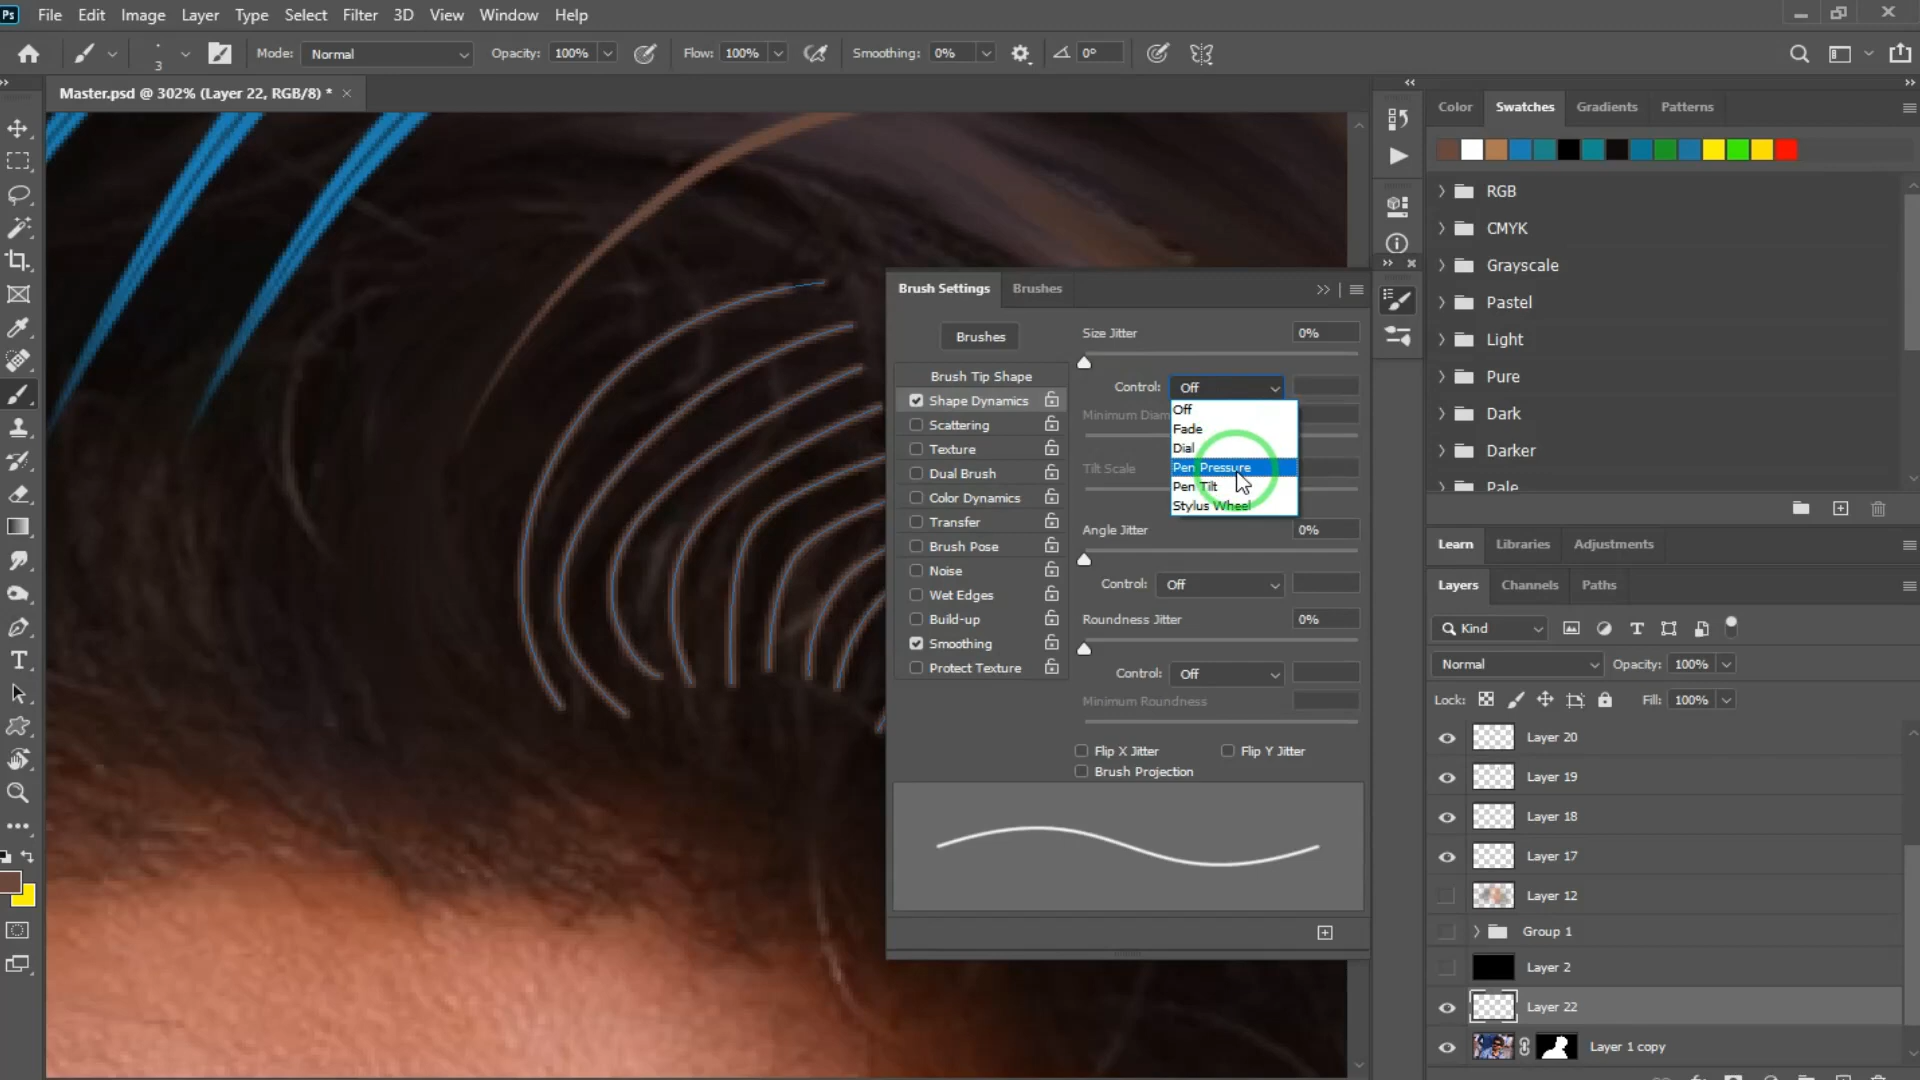 Ps File Edit Image Layer Type Select Filter 3D View Window Help
3 Mode: Normal Opacity: 100% Flow: 100% Smoothing: 0% 0°
Master.psd @ 302% (Layer 22, RGB/8) * ×
Color Swatches Gradients Patterns
RGB
CMYK
Grayscale
Pastel
Light
Pure
Dark
Darker
Pale
Brush Settings Brushes
Brushes
Brush Tip Shape
Shape Dynamics
Scattering
Texture
Dual Brush
Color Dynamics
Transfer
Brush Pose
Noise
Wet Edges
Build-up
Smoothing
Protect Texture
Size Jitter 0%
Control: Off
Off
Fade
Dial
Pen Pressure
Pen Tilt
Stylus Wheel
Minimum Diam
Tilt Scale
Angle Jitter 0%
Control: Off
Roundness Jitter 0%
Control: Off
Minimum Roundness
Flip X Jitter Flip Y Jitter
Brush Projection
Learn Libraries Adjustments
Layers Channels Paths
Kind
Normal Opacity: 100%
Lock: Fill: 100%
Layer 20
Layer 19
Layer 18
Layer 17
Layer 12
Group 1
Layer 2
Layer 22
Layer 1 copy